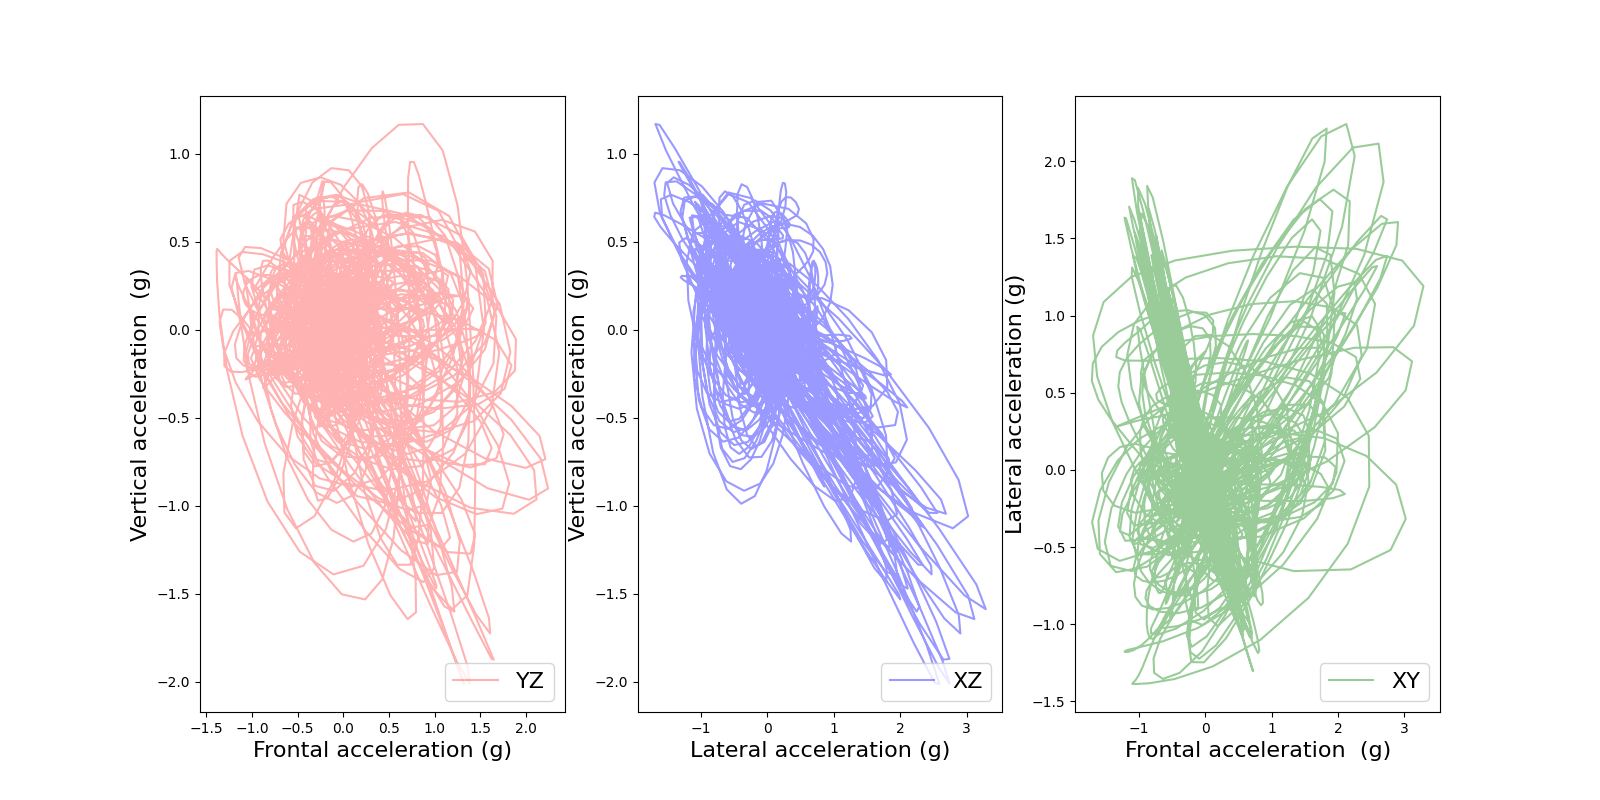 Vertical acceleration (g)
1.0
0.5
0.0
−0.5
−1.0
−1.5
−2.0
−1.5 −1.0 −0.5 0.0 0.5 1.0 1.5 2.0
Frontal acceleration (g)
YZ
Vertical acceleration (g)
1.0
0.5
0.0
−0.5
−1.0
−1.5
−2.0
−1 0 1 2 3
Lateral acceleration (g)
XZ
Lateral acceleration (g)
2.0
1.5
1.0
0.5
0.0
−0.5
−1.0
−1.5
−1 0 1 2 3
Frontal acceleration (g)
XY